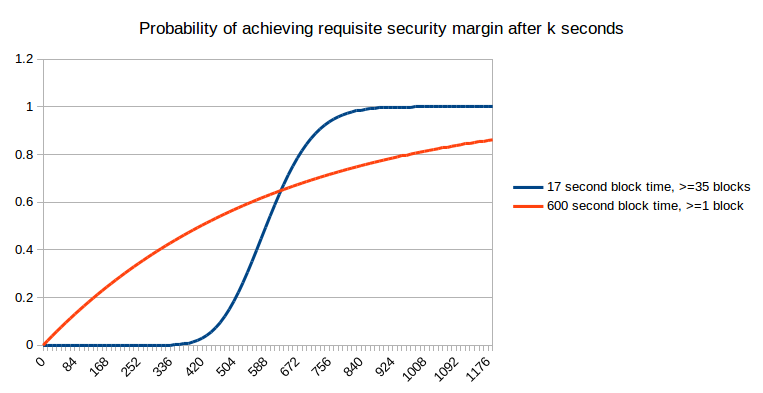 Probability of achieving requisite security margin after k seconds
1.2
1
0.8
0.6
0.4
0.2
0
0 84 168 252 336 420 504 588 672 756 840 924 1008 1092 1176
17 second block time, >=35 blocks
600 second block time, >=1 block